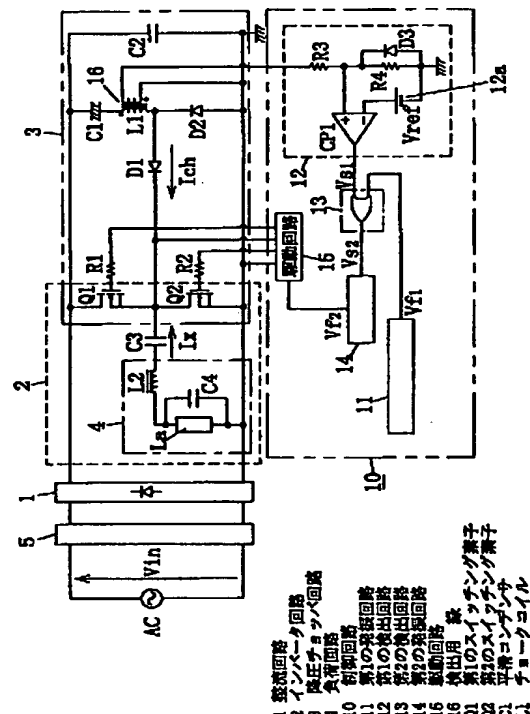 AC
Vin
5
1
2
3
4
La
C4
L2
C3
Ix
Q1
R1
Q2
R2
D1
Ich
C1
L1
16
D2
C2
駆動回路
15
10
11
Vf1
14
Vf2
Vs2
13
Vs1
12
CP1
+
-
R3
R4
D3
Vref
12a
1 整流回路
2 インバータ回路
3 降圧チョッパ回路
4 負荷回路
10 制御回路
11 第1の発振回路
12 第1の検出回路
13 第2の検出回路
14 第2の発振回路
15 駆動回路
16 検出用 線
Q1 第1のスイッチング素子
Q2 第2のスイッチング素子
C1 平滑コンデンサ
L1 チョークコイル